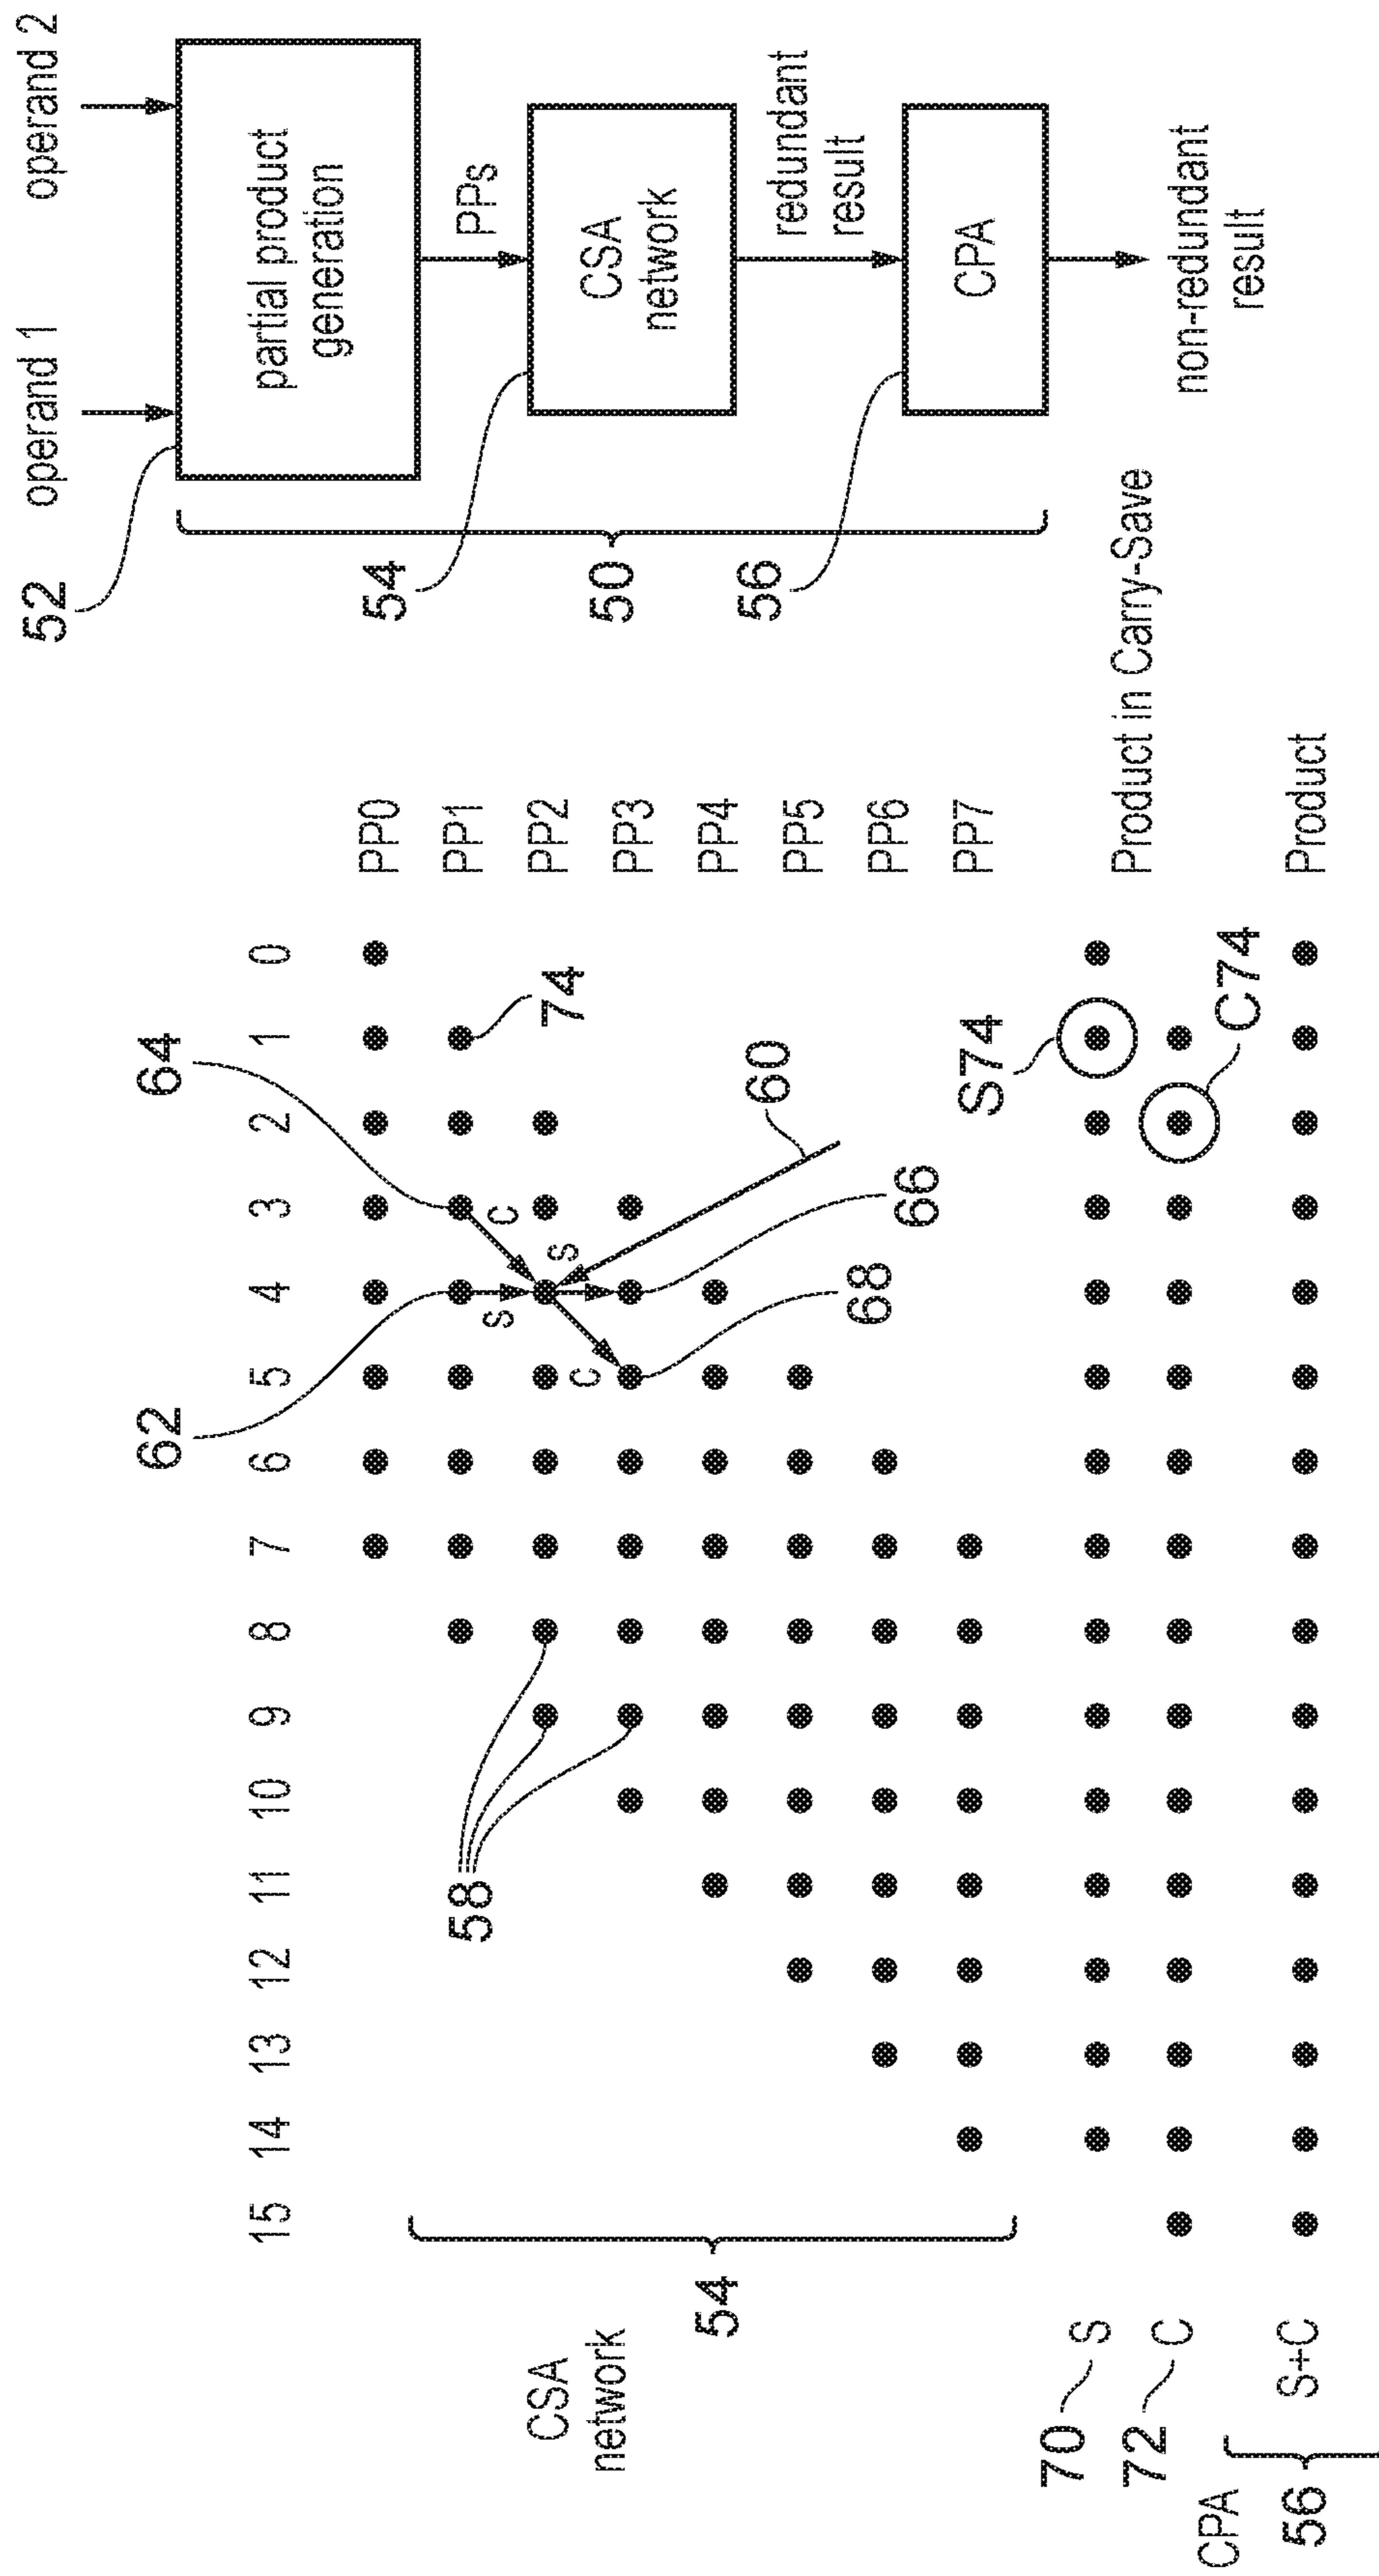 15 14 13 12 11 10 9 8 7 6 5 4 3 2 1 0
62
64
PP0
PP1
PP2
PP3
PP4
PP5
PP6
PP7
58
s
c
c
s
74
60
66
68
CSA
network
54
S74
C74
70
S
72
C
Product in Carry-Save
CPA
56
S+C
Product
operand 1
operand 2
52
partial product
generation
PPs
54
CSA
network
50
redundant
result
56
CPA
non-redundant
result